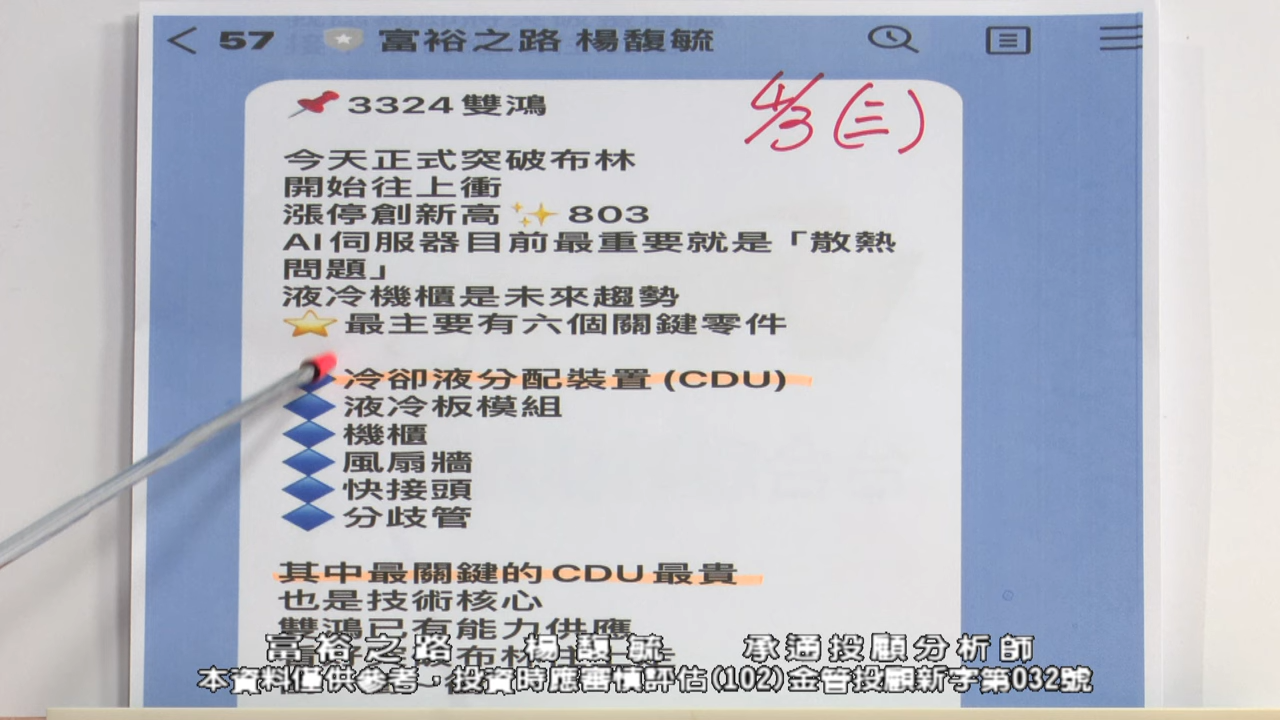 57 富裕之路 楊馥毓
3324雙鴻
4/3(三)
今天正式突破布林
開始往上衝
漲停創新高✨803
AI伺服器目前最重要就是「散熱
問題」
液冷機櫃是未來趨勢
⭐最主要有六個關鍵零件
冷卻液分配裝置(CDU)
液冷板模組
機櫃
風扇牆
快接頭
分歧管
其中最關鍵的CDU最貴
也是技術核心
雙鴻已有能力供應
富裕之路 楊馥毓 承通投顧分析師
本資料僅供參考，投資時應審慎評估(102)金管投顧新字第032號